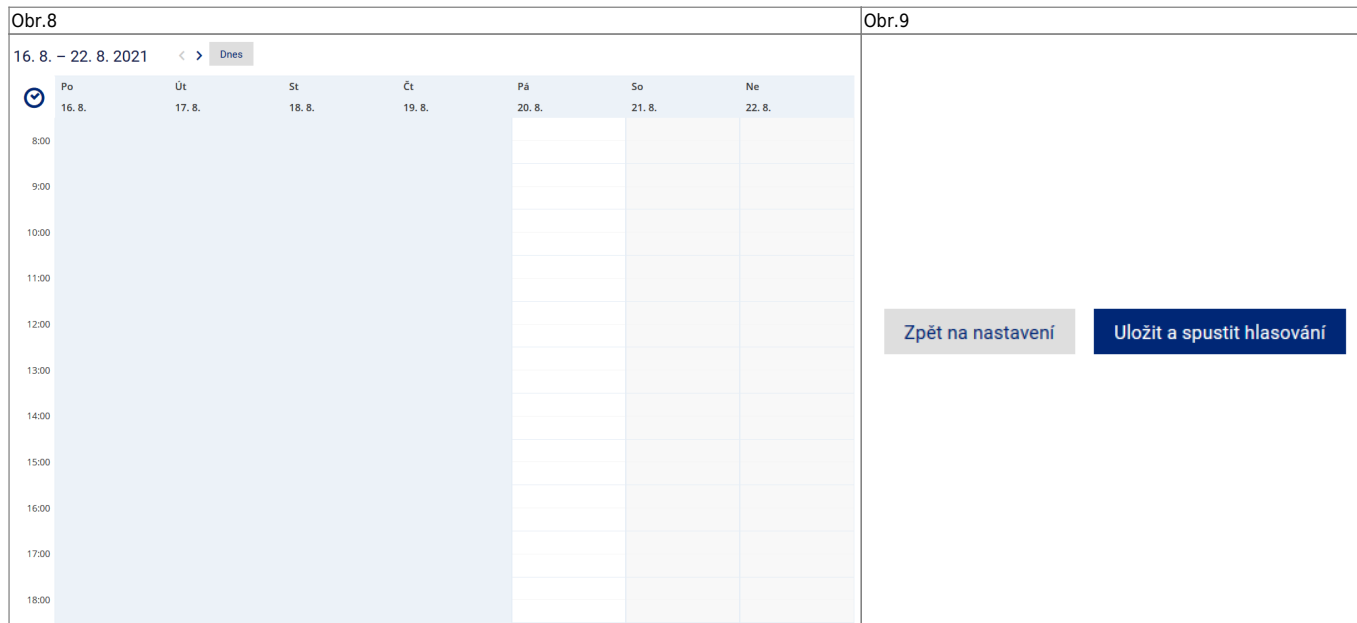 Obr.8
Obr.9
16. 8. – 22. 8. 2021 Dnes
Po Út St Čt Pá So Ne
16. 8. 17. 8. 18. 8. 19. 8. 20. 8. 21. 8. 22. 8.
8:00
9:00
10:00
11:00
12:00
13:00
14:00
15:00
16:00
17:00
18:00
Zpět na nastavení
Uložit a spustit hlasování